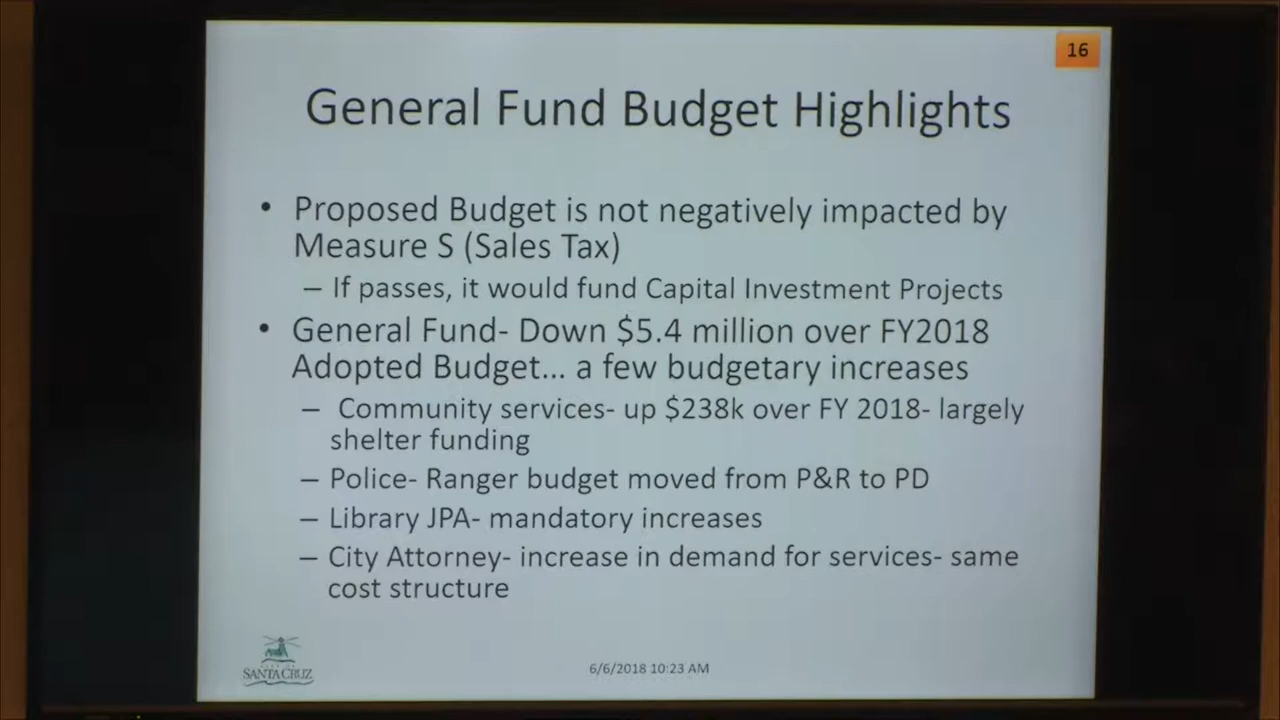 16
General Fund Budget Highlights
• Proposed Budget is not negatively impacted by
Measure S (Sales Tax)
– If passes, it would fund Capital Investment Projects
• General Fund- Down $5.4 million over FY2018
Adopted Budget... a few budgetary increases
– Community services- up $238k over FY 2018- largely
shelter funding
– Police- Ranger budget moved from P&R to PD
– Library JPA- mandatory increases
– City Attorney- increase in demand for services- same
cost structure
SANTA CRUZ
6/6/2018 10:23 AM